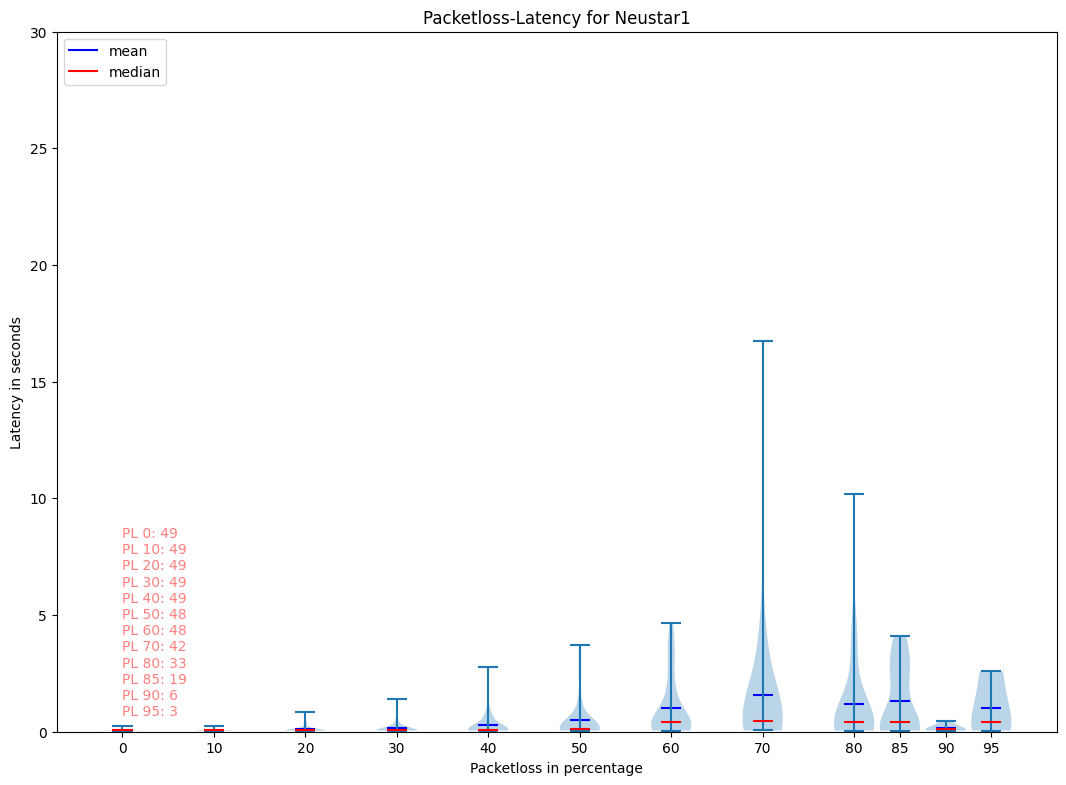 Packetloss-Latency for Neustar1
30
mean
median
25
20
15
10
5
0
Latency in seconds
PL 0: 49
PL 10: 49
PL 20: 49
PL 30: 49
PL 40: 49
PL 50: 48
PL 60: 48
PL 70: 42
PL 80: 33
PL 85: 19
PL 90: 6
PL 95: 3
0 10 20 30 40 50 60 70 80 85 90 95
Packetloss in percentage